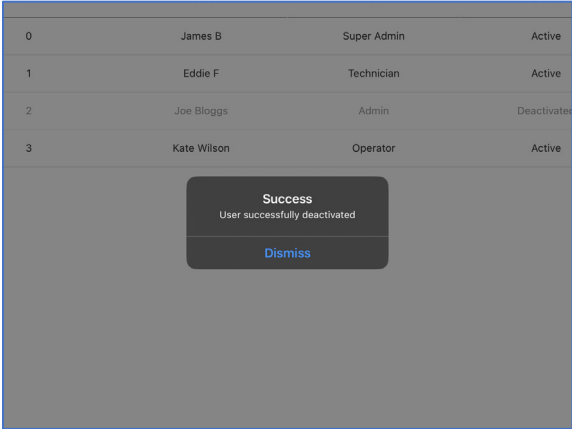 0 James B Super Admin Active
1 Eddie F Technician Active
2 Joe Bloggs Admin Deactivated
3 Kate Wilson Operator Active
Success
User successfully deactivated
Dismiss